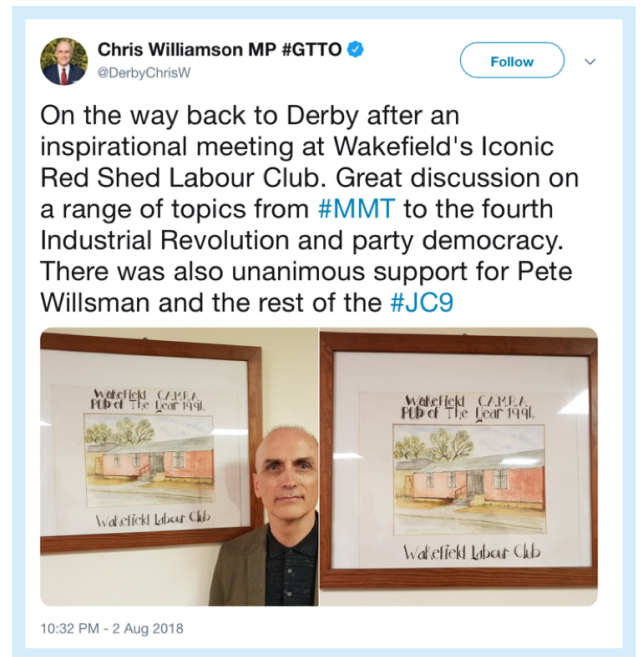 Chris Williamson MP #GTTO
@DerbyChrisW
Follow
On the way back to Derby after an
inspirational meeting at Wakefield's Iconic
Red Shed Labour Club. Great discussion on
a range of topics from #MMT to the fourth
Industrial Revolution and party democracy.
There was also unanimous support for Pete
Willsman and the rest of the #JC9
Wakefield C.A.M.R.A.
Pub of The Year 1991.
Wakefield Labour Club
Wakefield C.A.M.R.A.
Pub of The Year 1991.
Wakefield Labour Club
10:32 PM - 2 Aug 2018